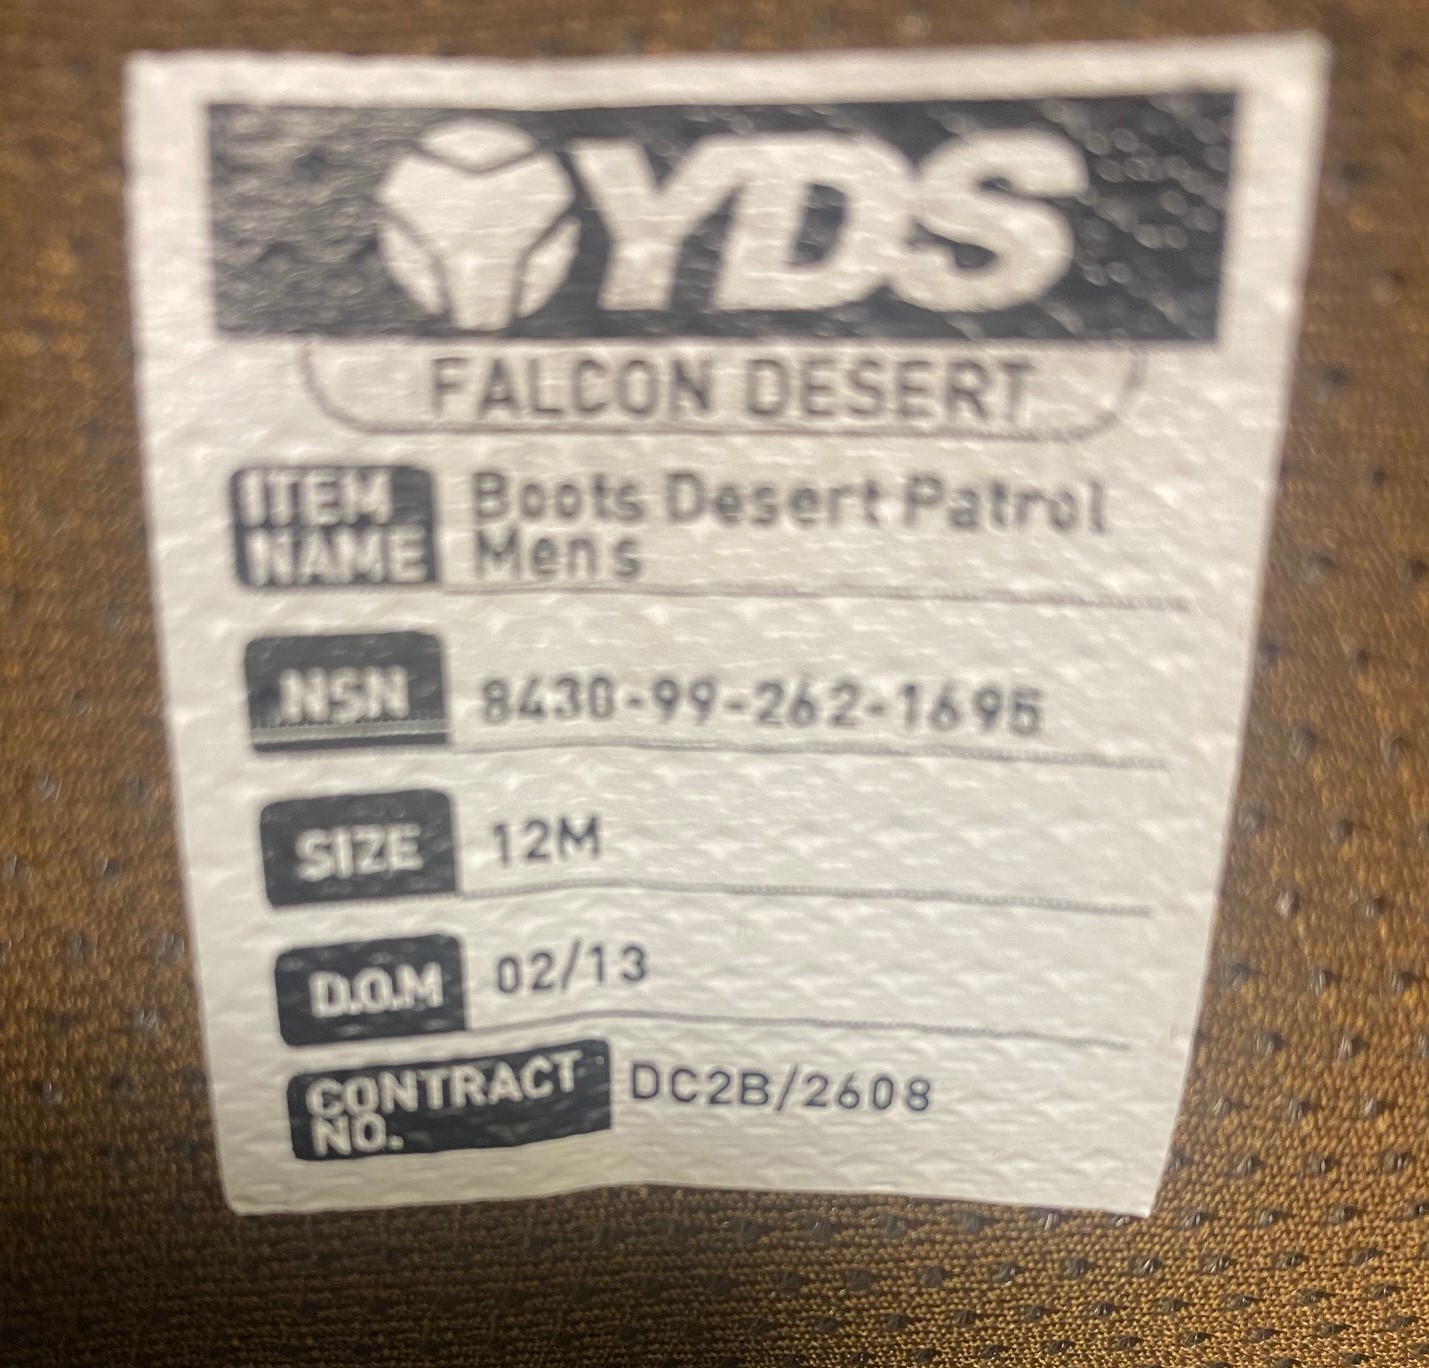 YDS
FALCON DESERT
ITEM NAME Boots Desert Patrol
Mens
NSN 8430-99-262-1695
SIZE 12M
D.O.M 02/13
CONTRACT NO. DC2B/2608